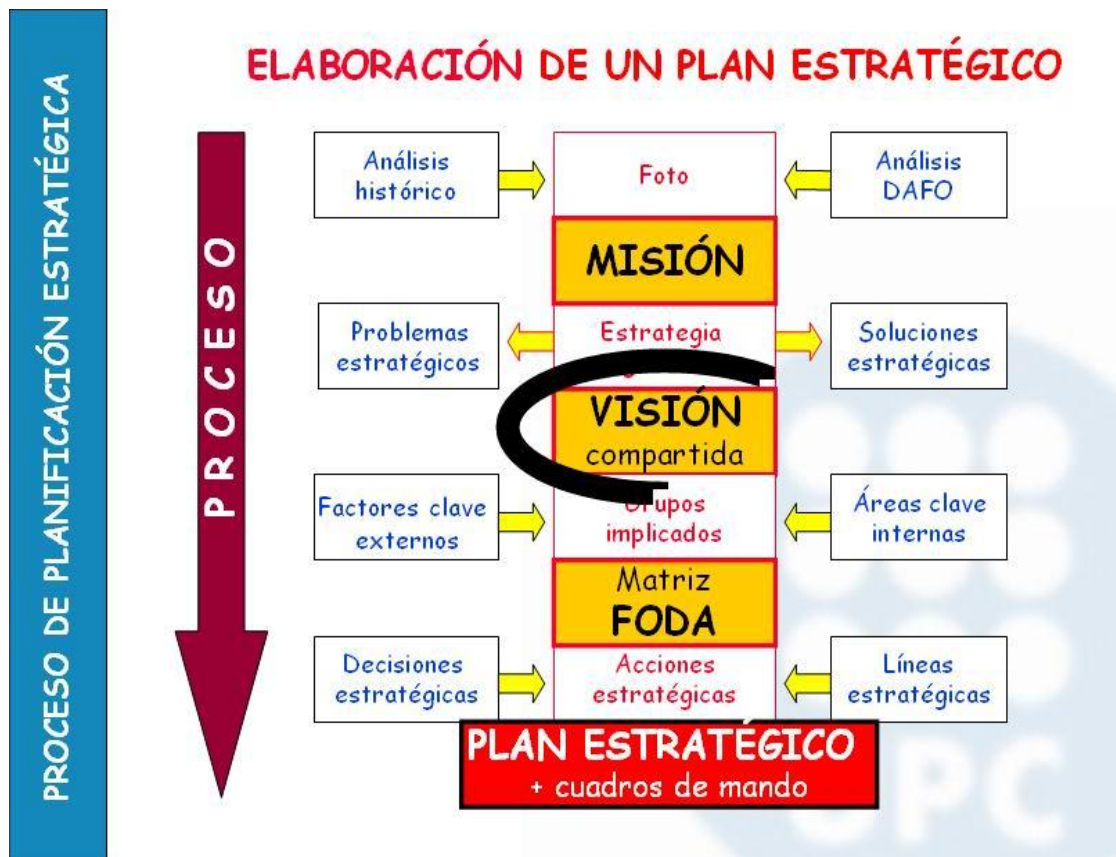 PROCESO DE PLANIFICACIÓN ESTRATÉGICA
ELABORACIÓN DE UN PLAN ESTRATÉGICO
PROCESO
Análisis
histórico
Foto
Análisis
DAFO
MISIÓN
Problemas
estratégicos
Estrategia
Soluciones
estratégicas
VISIÓN
compartida
Factores clave
externos
Grupos
implicados
Áreas clave
internas
Matriz
FODA
Decisiones
estratégicas
Acciones
estratégicas
Líneas
estratégicas
PLAN ESTRATÉGICO
+ cuadros de mando
UPC